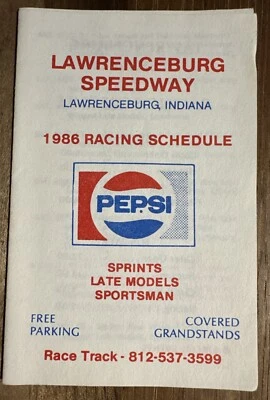 LAWRENCEBURG
SPEEDWAY
LAWRENCEBURG, INDIANA
1986 RACING SCHEDULE
PEPSI
SPRINTS
LATE MODELS
SPORTSMAN
FREE
PARKING
COVERED
GRANDSTANDS
Race Track - 812-537-3599